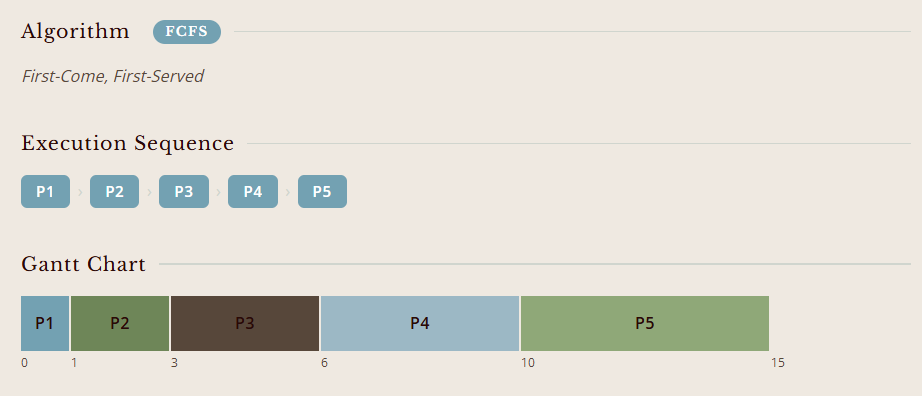 Algorithm FCFS
First-Come, First-Served
Execution Sequence
P1 › P2 › P3 › P4 › P5
Gantt Chart
P1 P2 P3 P4 P5
0 1 3 6 10 15